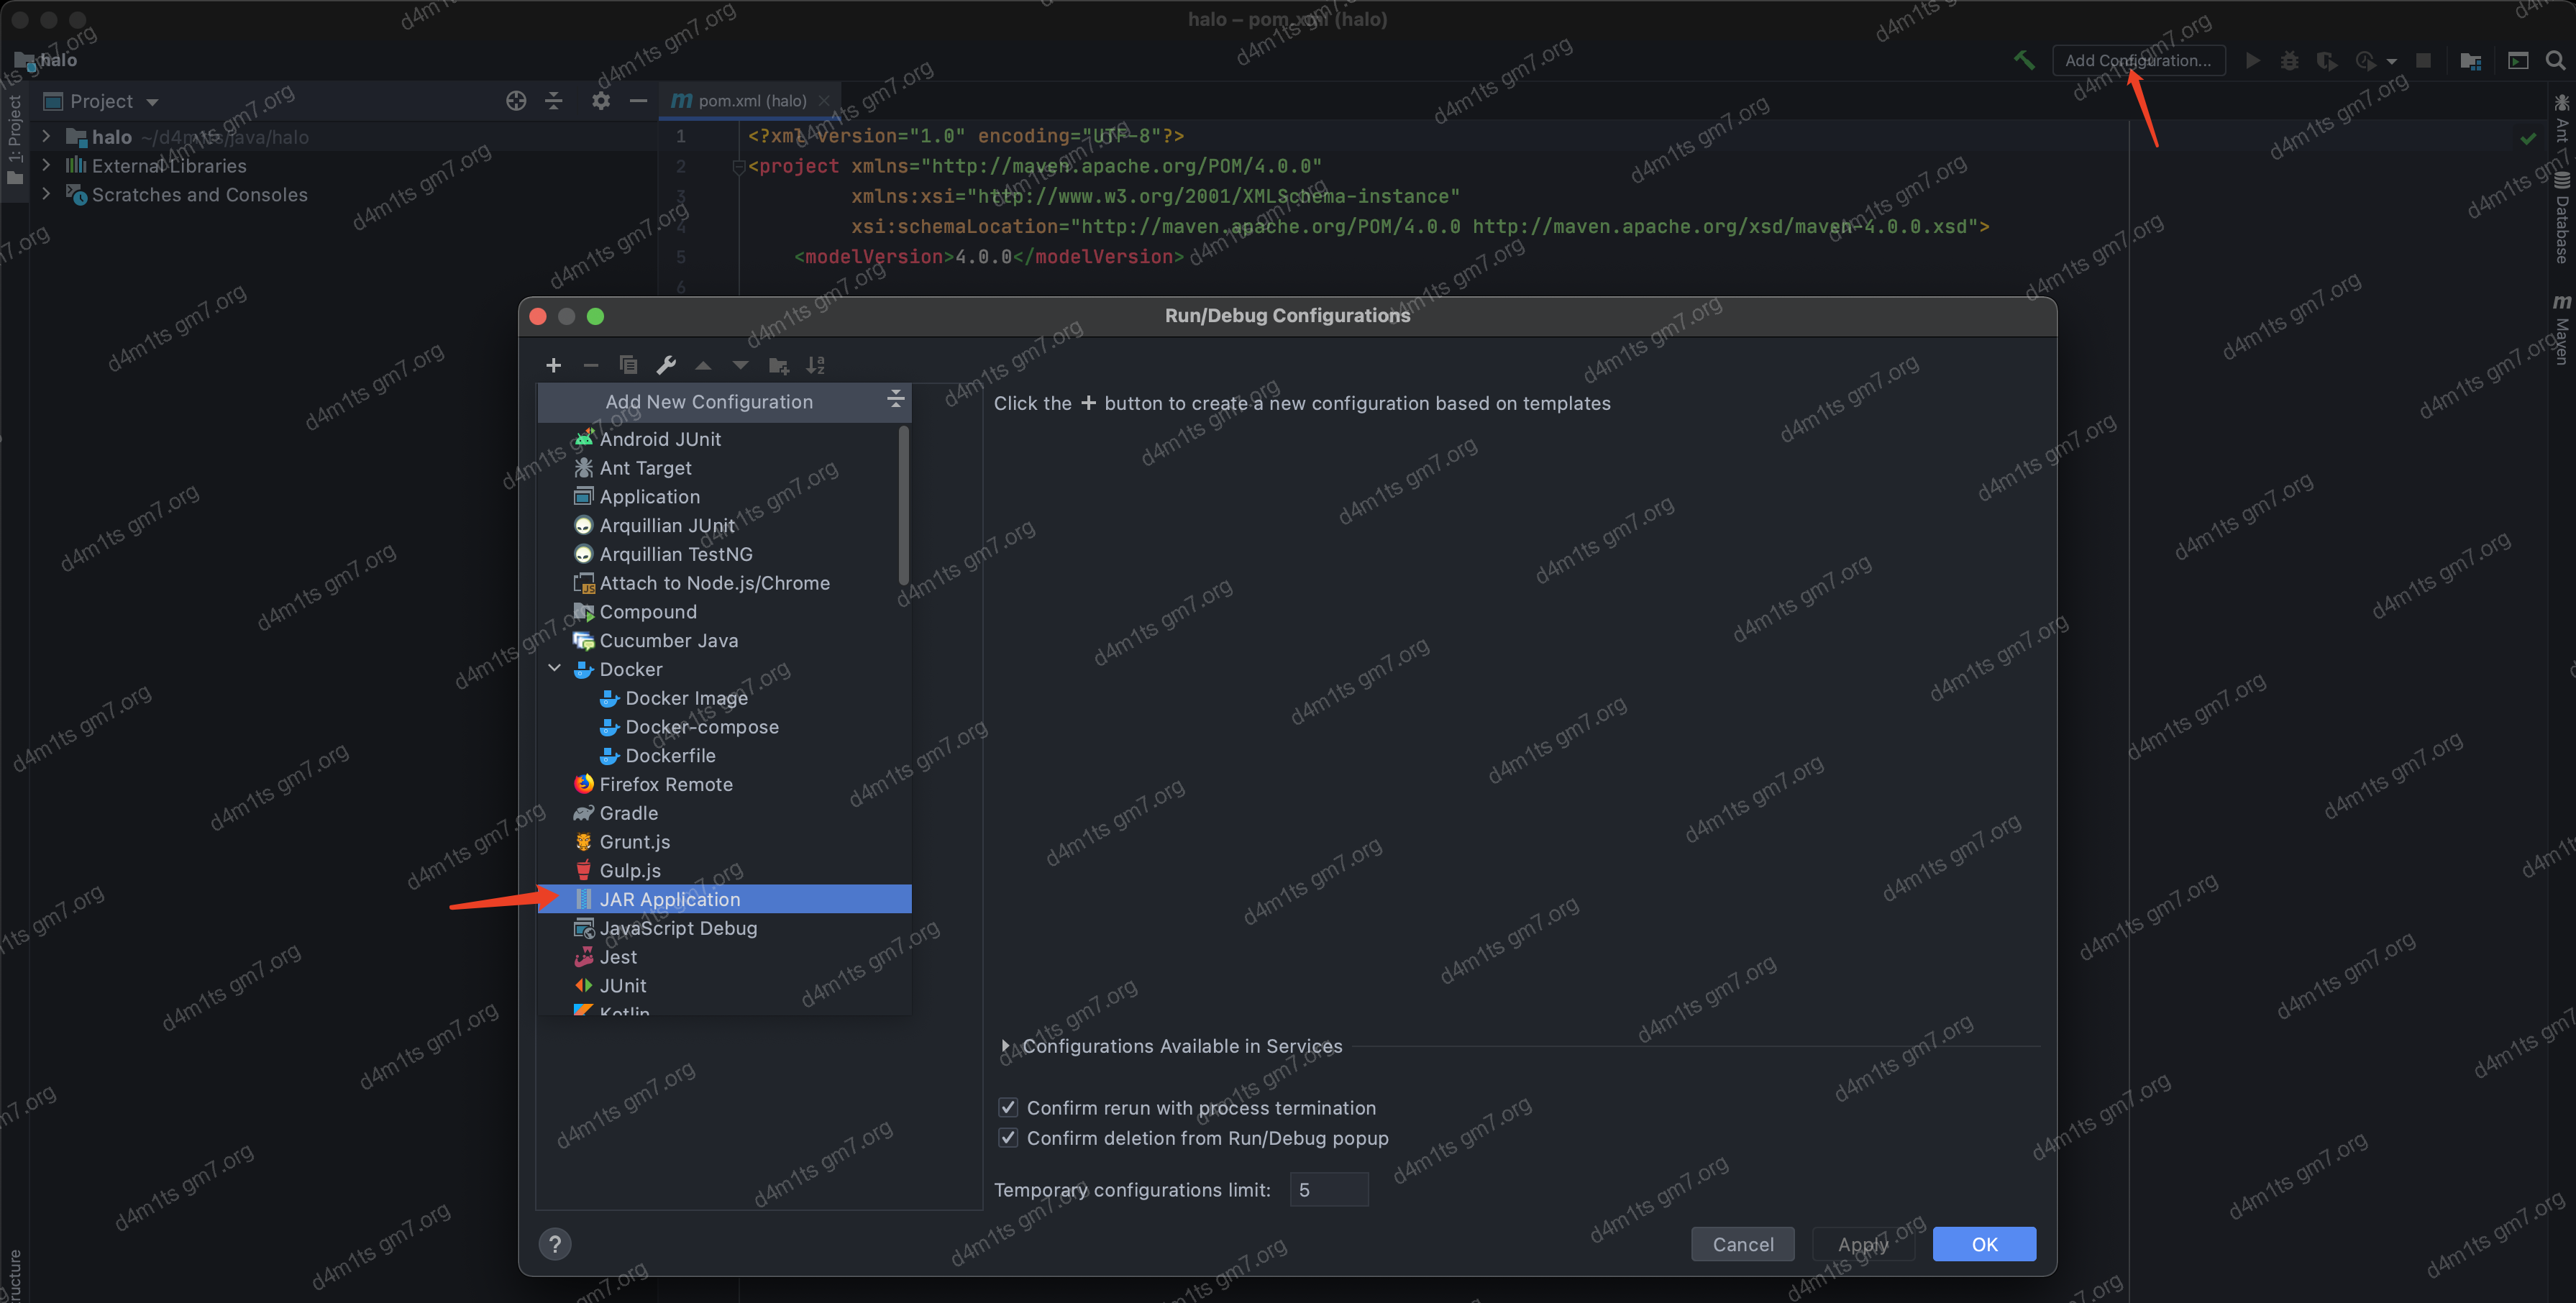 halo – pom.xml (halo)
halo
Add Configuration...
Project
pom.xml (halo)
1: Project
halo ~/d4m1ts/java/halo
External Libraries
Scratches and Consoles
1 <?xml version="1.0" encoding="UTF-8"?>
2 <project xmlns="http://maven.apache.org/POM/4.0.0"
3 xmlns:xsi="http://www.w3.org/2001/XMLSchema-instance"
4 xsi:schemaLocation="http://maven.apache.org/POM/4.0.0 http://maven.apache.org/xsd/maven-4.0.0.xsd">
5 <modelVersion>4.0.0</modelVersion>
6
Ant
Database
Maven
Run/Debug Configurations
Add New Configuration
Click the + button to create a new configuration based on templates
Android JUnit
Ant Target
Application
Arquillian JUnit
Arquillian TestNG
Attach to Node.js/Chrome
Compound
Cucumber Java
Docker
Docker Image
Docker-compose
Dockerfile
Firefox Remote
Gradle
Grunt.js
Gulp.js
JAR Application
JavaScript Debug
Jest
JUnit
Kotlin
Configurations Available in Services
Confirm rerun with process termination
Confirm deletion from Run/Debug popup
Temporary configurations limit: 5
?
Cancel
Apply
OK
ructure
d4m1ts gm7.org